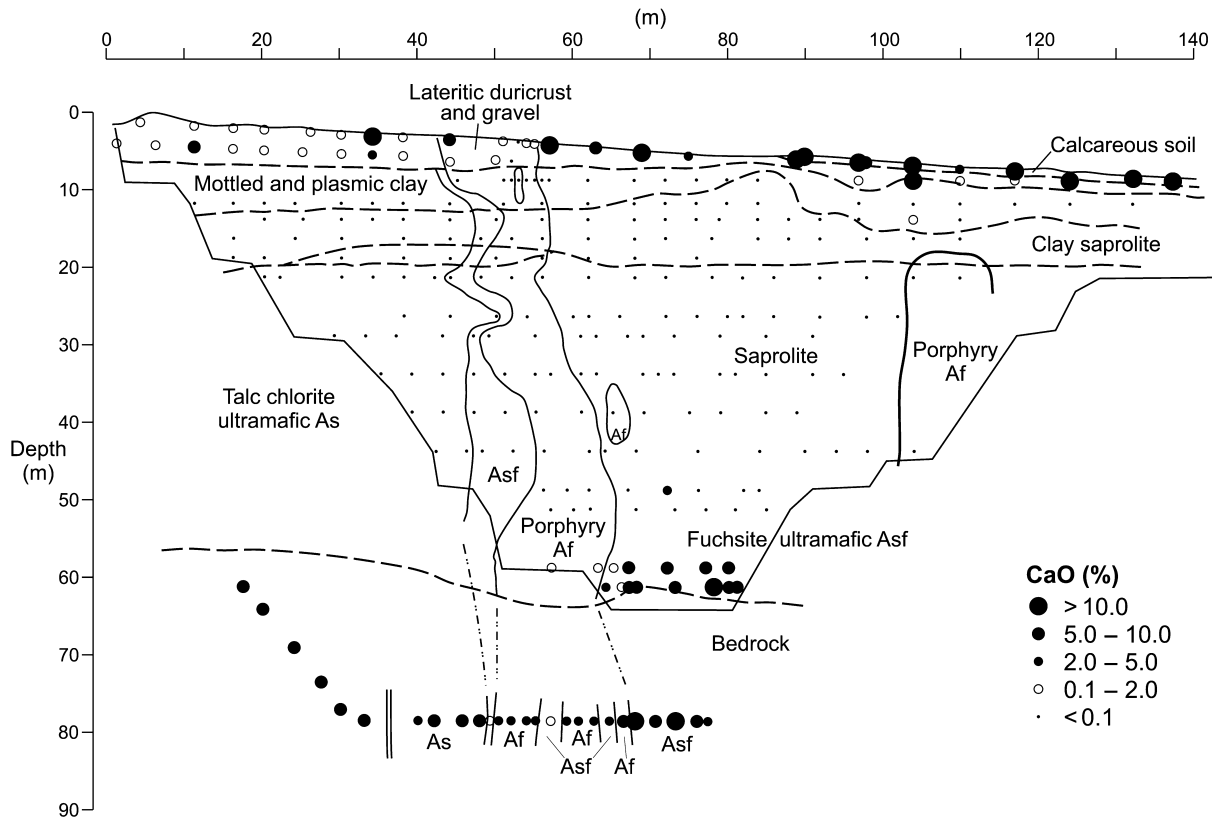 (m)
0 20 40 60 80 100 120 140
Lateritic duricrust
and gravel
Calcareous soil
Mottled and plasmic clay
Clay saprolite
Saprolite
Porphyry
Af
Talc chlorite
ultramafic As
Af
Asf
Porphyry
Af
Fuchsite ultramafic Asf
Bedrock
As
Af
Af
Asf
Asf
Af
Depth
(m)
0
10
20
30
40
50
60
70
80
90
CaO (%)
> 10.0
5.0 – 10.0
2.0 – 5.0
0.1 – 2.0
< 0.1